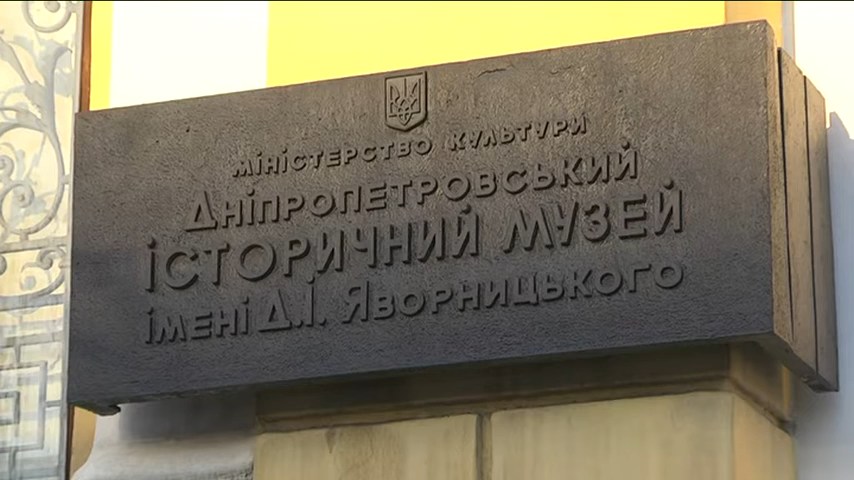 Міністерство культури
Дніпропетровський
історичний музей
імені Д.І. Яворницького